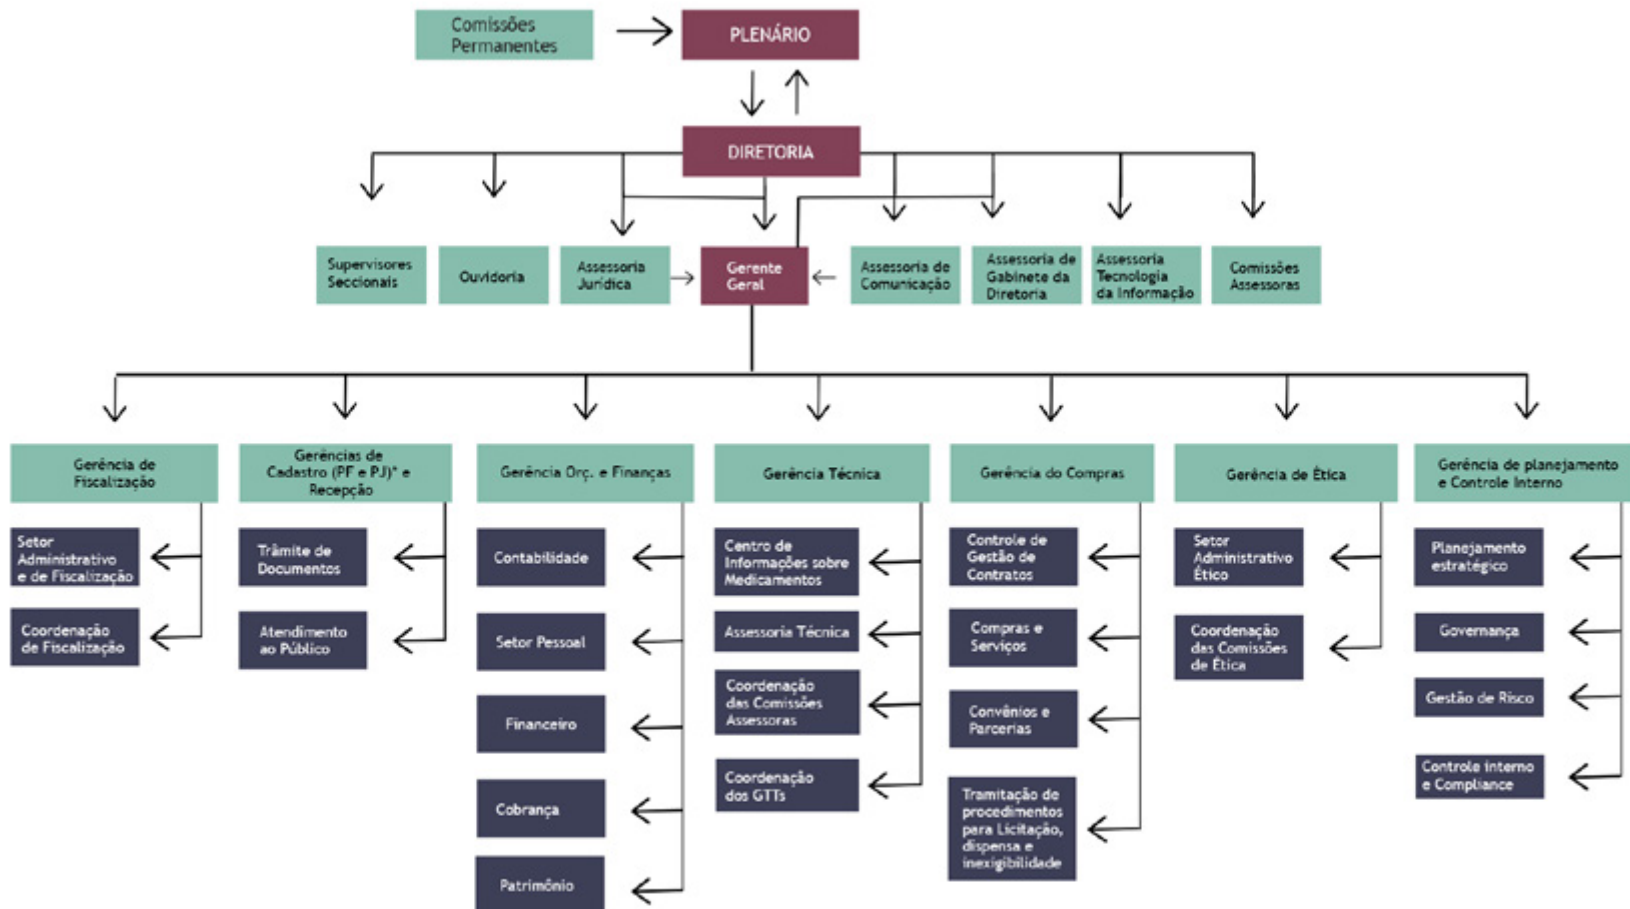 Comissões
Permanentes
PLENÁRIO
DIRETORIA
Supervisores
Seccionais
Ouvidoria
Assessoria
Jurídica
Gerente
Geral
Assessoria de
Comunicação
Assessoria de
Gabinete da
Diretoria
Assessoria
Tecnologia
da Informação
Comissões
Assessoras
Gerência de
Fiscalização
Gerências de
Cadastro (PF e PJ)* e
Recepção
Gerência Orç. e Finanças
Gerência Técnica
Gerência do Compras
Gerência de Ética
Gerência de planejamento
e Controle Interno
Setor
Administrativo
e de Fiscalização
Coordenação
de Fiscalização
Trâmite de
Documentos
Atendimento
ao Público
Contabilidade
Setor Pessoal
Financeiro
Cobrança
Patrimônio
Centro de
Informações sobre
Medicamentos
Assessoria Técnica
Coordenação
das Comissões
Assessoras
Coordenação
dos GTTs
Controle de
Gestão de
Contratos
Compras e
Serviços
Convênios e
Parcerias
Tramitação de
procedimentos
para Licitação,
dispensa e
inexigibilidade
Setor
Administrativo
Ético
Coordenação
das Comissões
de Ética
Planejamento
estratégico
Governança
Gestão de Risco
Controle interno
e Compliance